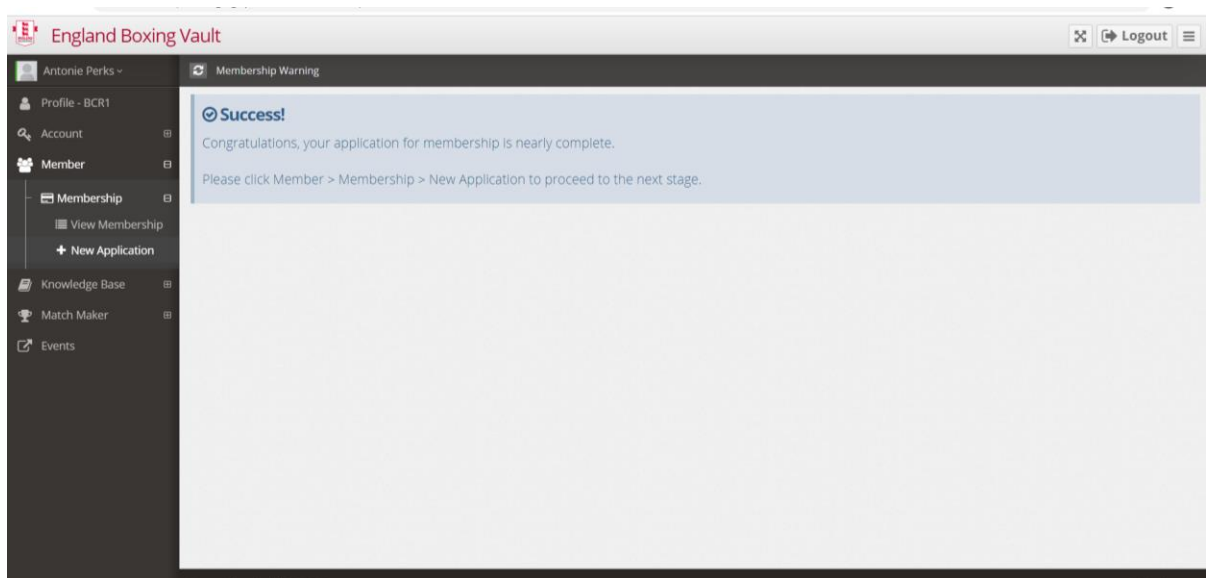 England Boxing Vault
Logout
Antonie Perks
Membership Warning
Profile - BCR1
Account
Member
Membership
View Membership
New Application
Knowledge Base
Match Maker
Events
Success!
Congratulations, your application for membership is nearly complete.
Please click Member > Membership > New Application to proceed to the next stage.